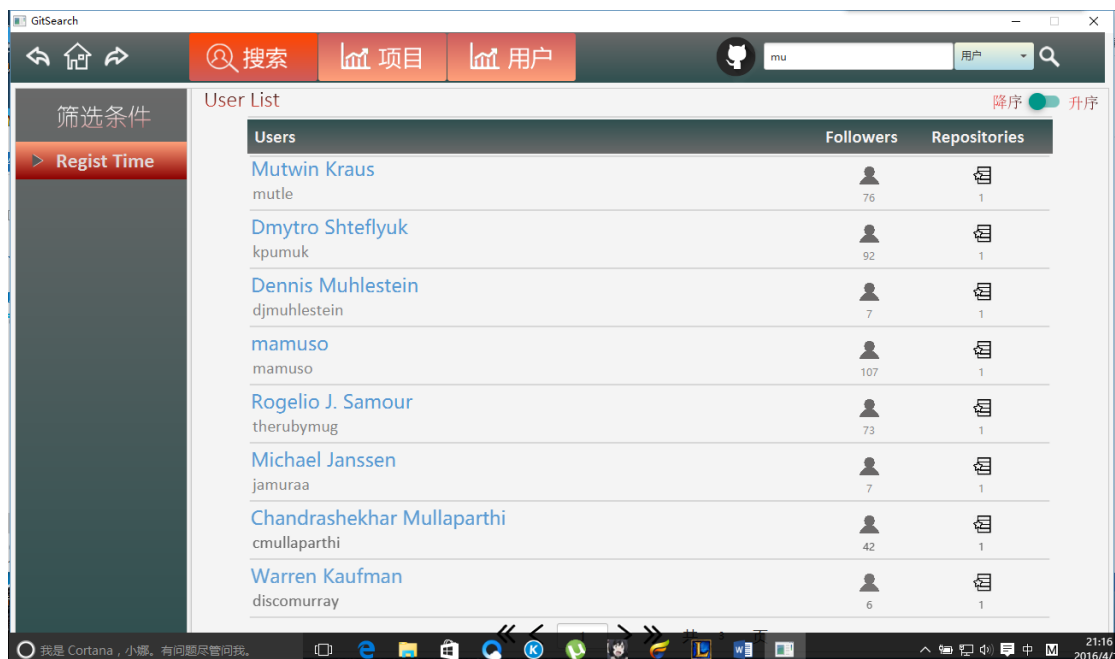 GitSearch
搜索 项目 用户 mu 用户
筛选条件
Regist Time
User List 降序 升序
Users Followers Repositories
Mutwin Kraus
mutle 76 1
Dmytro Shteflyuk
kpumuk 92 1
Dennis Muhlestein
djmuhlestein 7 1
mamuso
mamuso 107 1
Rogelio J. Samour
therubymug 73 1
Michael Janssen
jamuraa 7 1
Chandrashekhar Mullaparthi
cmullaparthi 42 1
Warren Kaufman
discomurray 6 1
共 页
我是 Cortana，小娜。有问题尽管问我。 中 M 21:16